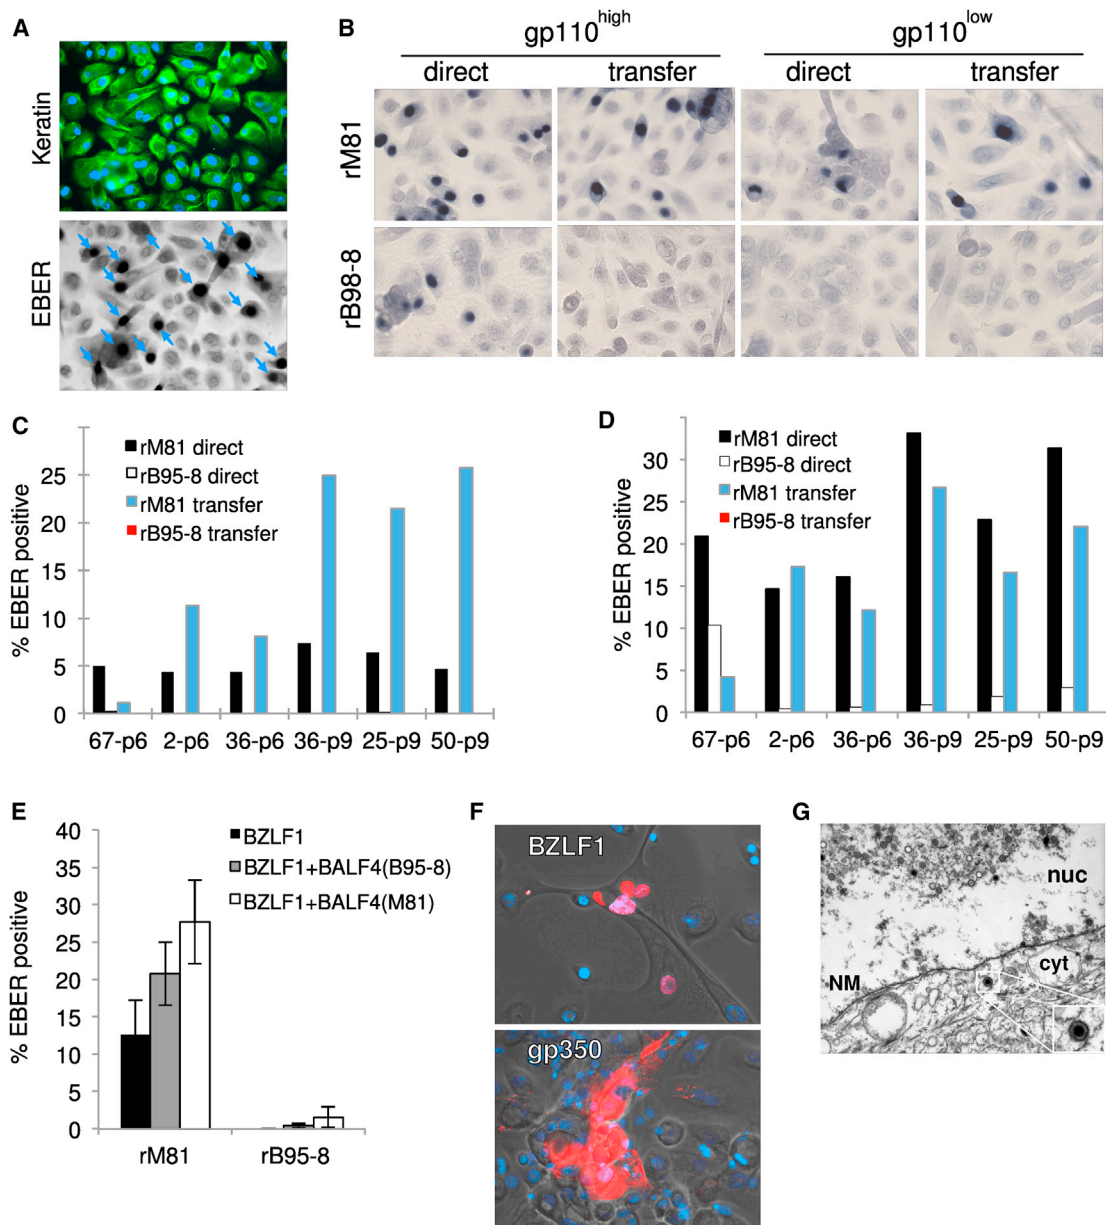 A
Keratin
EBER
B
gp110high
gp110low
direct
transfer
direct
transfer
rM81
rB98-8
C
% EBER positive
25
20
15
10
5
0
rM81 direct
rB95-8 direct
rM81 transfer
rB95-8 transfer
67-p6
2-p6
36-p6
36-p9
25-p9
50-p9
D
% EBER positive
30
25
20
15
10
5
0
rM81 direct
rB95-8 direct
rM81 transfer
rB95-8 transfer
67-p6
2-p6
36-p6
36-p9
25-p9
50-p9
E
% EBER positive
40
35
30
25
20
15
10
5
0
BZLF1
BZLF1+BALF4(B95-8)
BZLF1+BALF4(M81)
rM81
rB95-8
F
BZLF1
gp350
G
nuc
cyt
NM